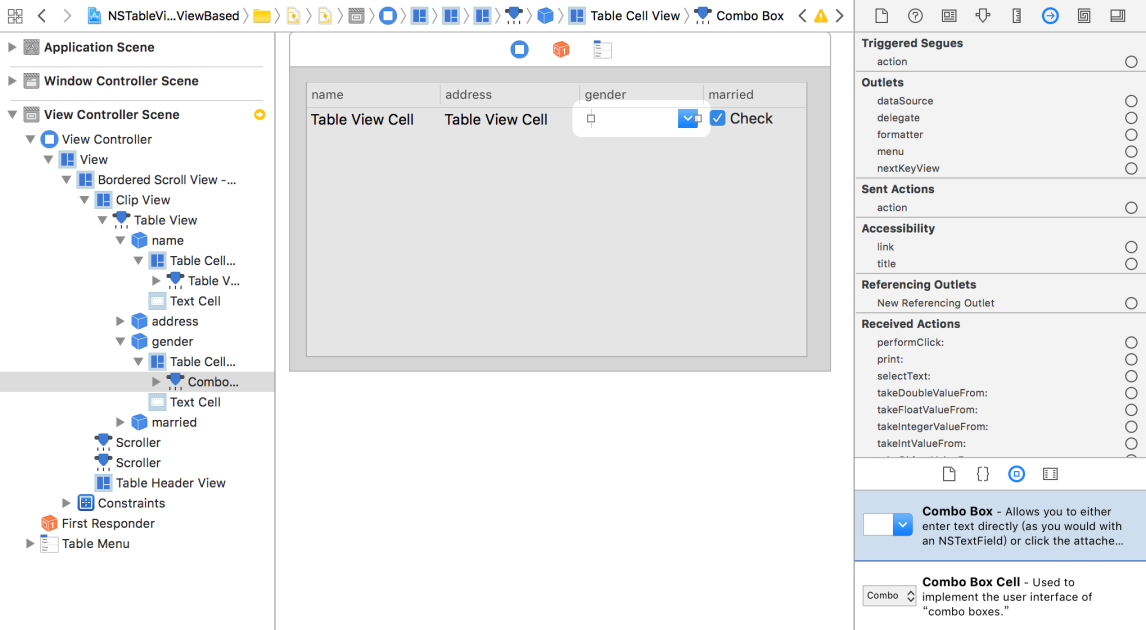 NSTableVi...ViewBased
Table Cell View
Combo Box
Application Scene
Window Controller Scene
View Controller Scene
View Controller
View
Bordered Scroll View -...
Clip View
Table View
name
Table Cell...
Table V...
Text Cell
address
gender
Table Cell...
Combo...
Text Cell
married
Scroller
Scroller
Table Header View
Constraints
First Responder
Table Menu
name address gender married
Table View Cell Table View Cell Check
Triggered Segues
action
Outlets
dataSource
delegate
formatter
menu
nextKeyView
Sent Actions
action
Accessibility
link
title
Referencing Outlets
New Referencing Outlet
Received Actions
performClick:
print:
selectText:
takeDoubleValueFrom:
takeFloatValueFrom:
takeIntegerValueFrom:
takeIntValueFrom:
Combo Box - Allows you to either
enter text directly (as you would with
an NSTextField) or click the attache...
Combo
Combo Box Cell - Used to
implement the user interface of
“combo boxes.”